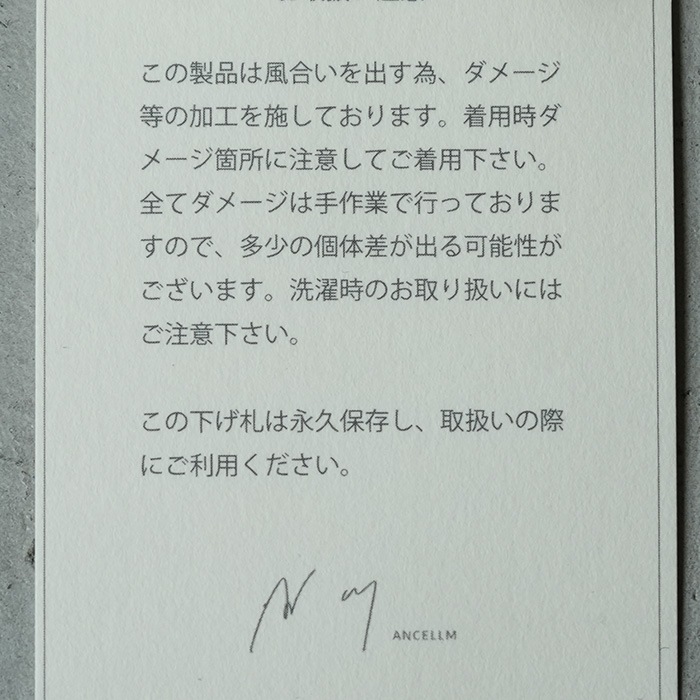 この製品は風合いを出す為、ダメージ
等の加工を施しております。着用時ダ
メージ箇所に注意してご着用下さい。
全てダメージは手作業で行っておりま
すので、多少の個体差が出る可能性が
ございます。洗濯時のお取り扱いには
ご注意下さい。
この下げ札は永久保存し、取扱いの際
にご利用ください。
ANCELLM